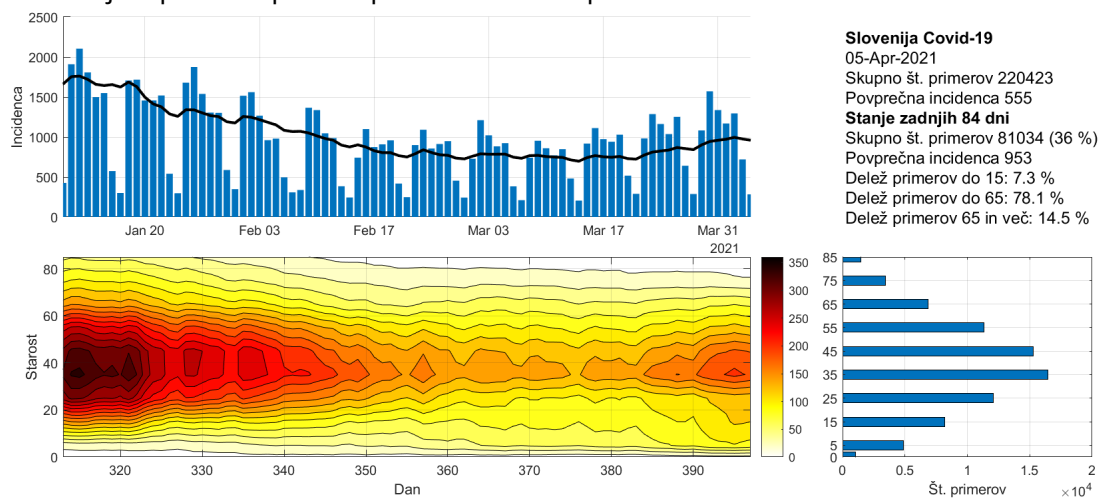 2500
2000
1500
1000
500
0
Incidenca
Jan 20 Feb 03 Feb 17 Mar 03 Mar 17 Mar 31
2021
Slovenija Covid-19
05-Apr-2021
Skupno št. primerov 220423
Povprečna incidenca 555
Stanje zadnjih 84 dni
Skupno št. primerov 81034 (36 %)
Povprečna incidenca 953
Delež primerov do 15: 7.3 %
Delež primerov do 65: 78.1 %
Delež primerov 65 in več: 14.5 %
80
60
40
20
0
Starost
320 330 340 350 360 370 380 390
Dan
350
300
250
200
150
100
50
0
85
75
65
55
45
35
25
15
5
0
0 0.5 1 1.5 2
Št. primerov
×10⁴